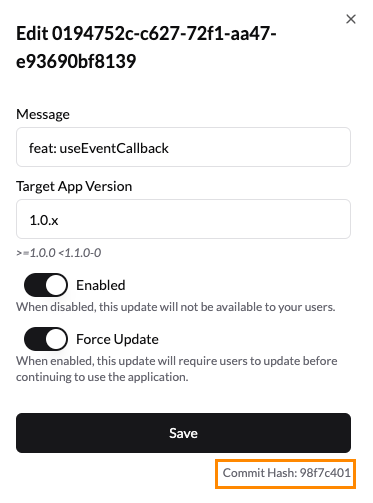 Edit 0194752c-c627-72f1-aa47-
e93690bf8139
Message
feat: useEventCallback
Target App Version
1.0.x
>=1.0.0 <1.1.0-0
Enabled
When disabled, this update will not be available to your users.
Force Update
When enabled, this update will require users to update before
continuing to use the application.
Save
Commit Hash: 98f7c401